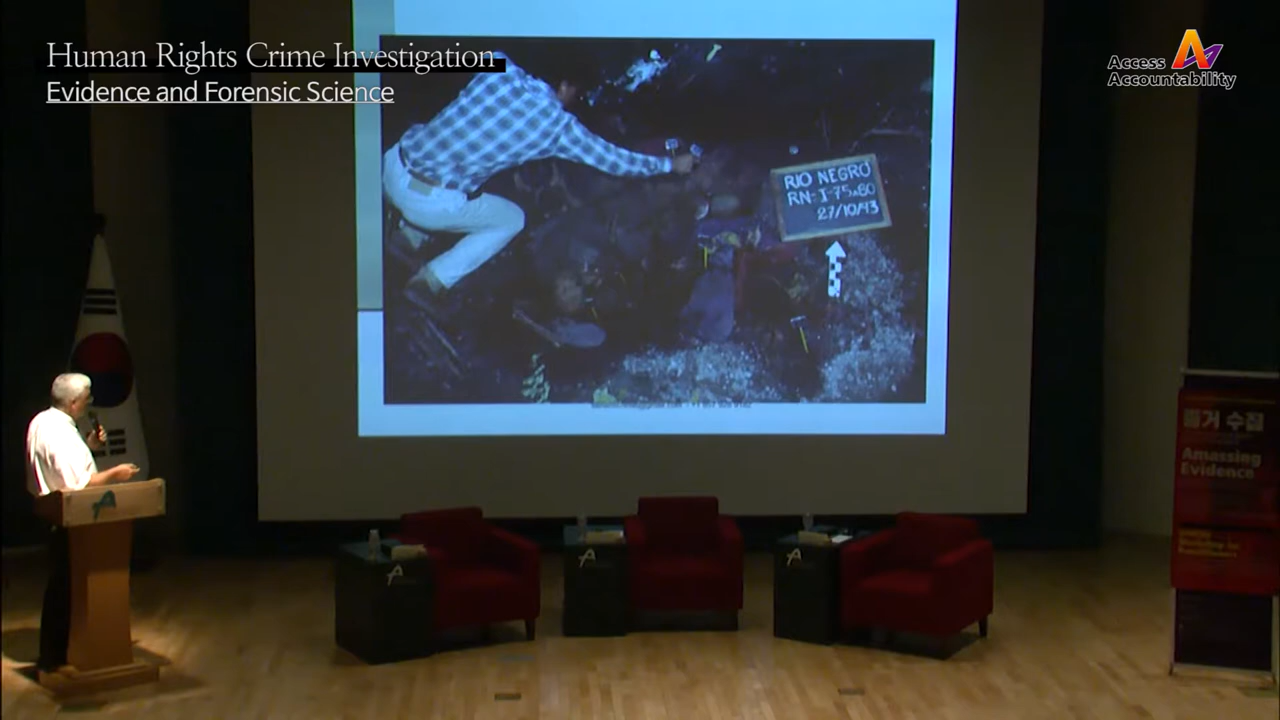 Human Rights Crime Investigation
Evidence and Forensic Science
Access
Accountability
RIO NEGRO
RN-I-75a80
27/10/93
증거 수집
Amassing
Evidence